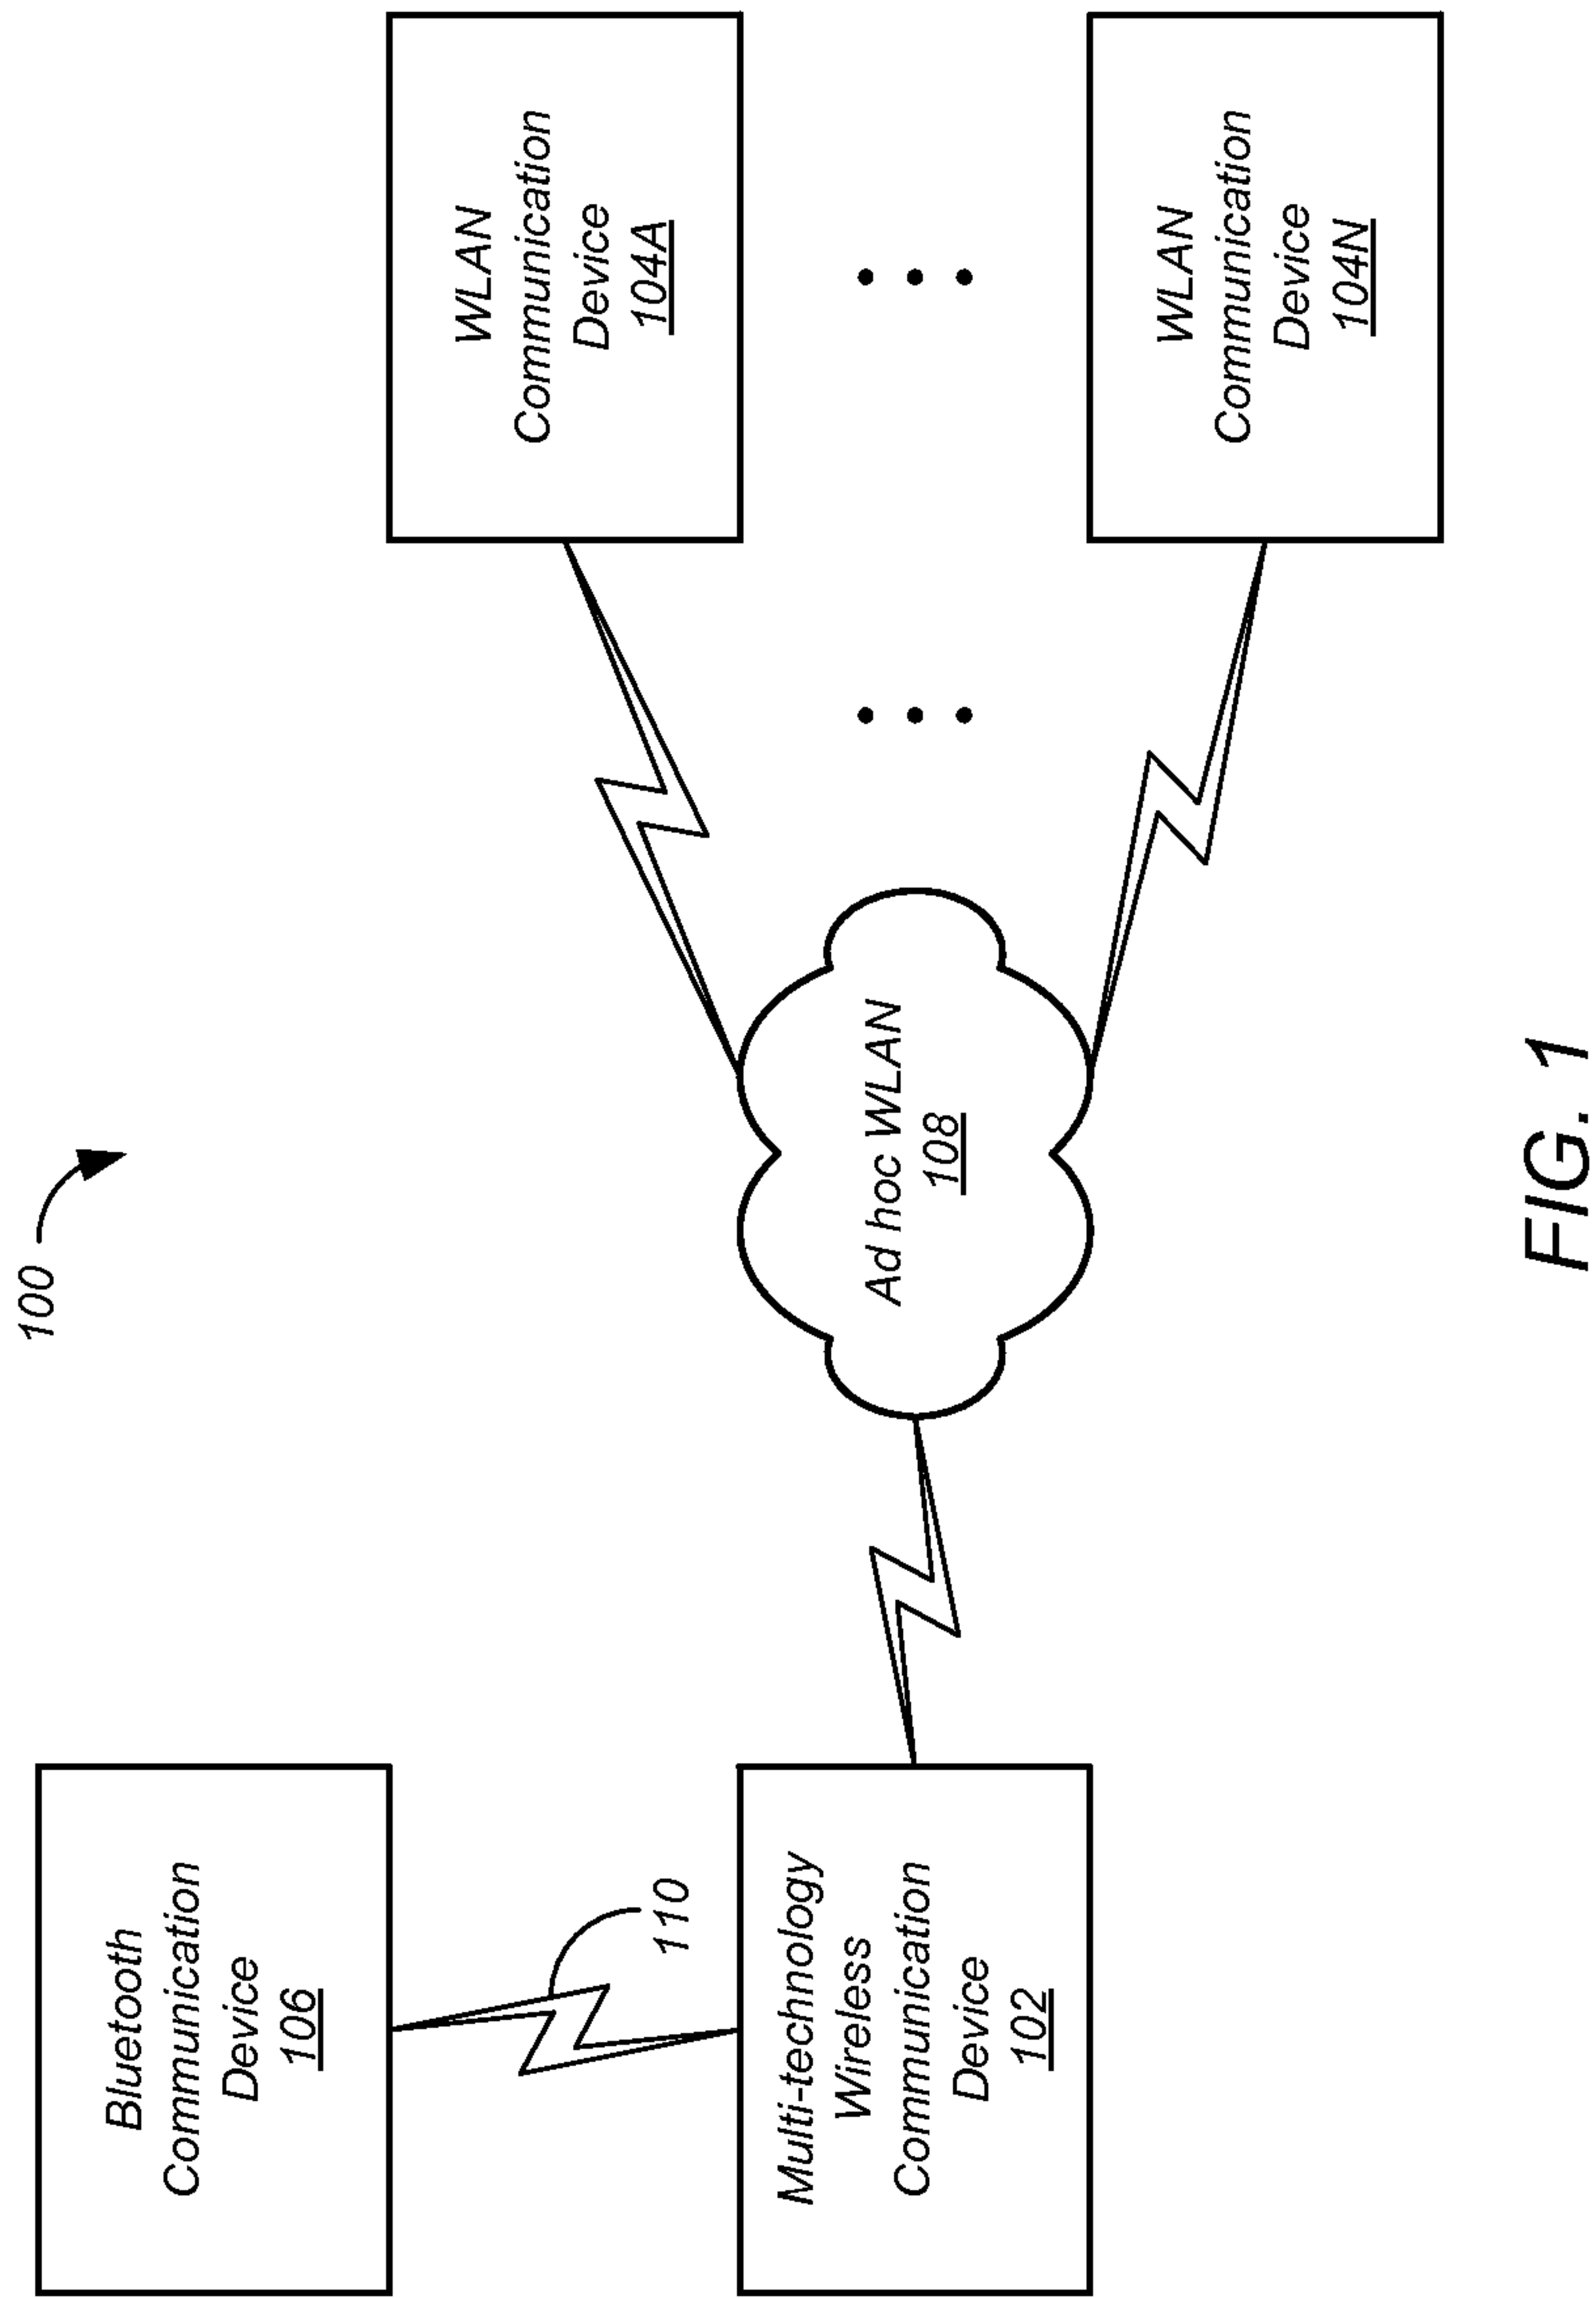 100
Bluetooth
Communication
Device
106
110
Multi-technology
Wireless
Communication
Device
102
Ad hoc WLAN
108
WLAN
Communication
Device
104A
WLAN
Communication
Device
104N
FIG. 1